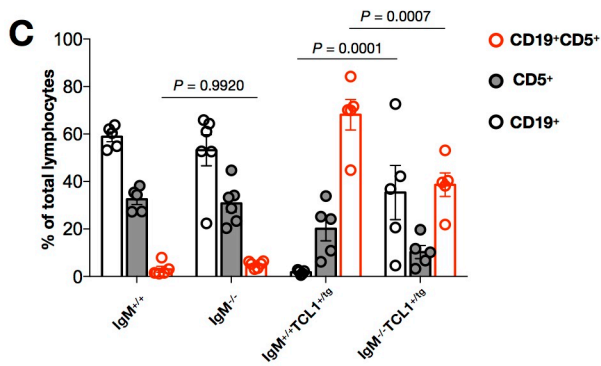 C
P = 0.0007
P = 0.0001
P = 0.9920
% of total lymphocytes
100
80
60
40
20
0
IgM+/+
IgM-/-
IgM+/+TCL1+/tg
IgM-/-TCL1+/tg
CD19+CD5+
CD5+
CD19+